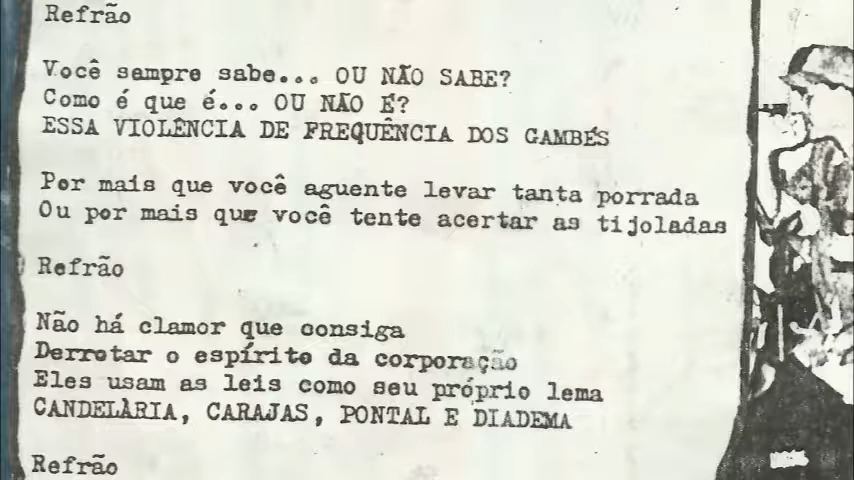 Refrão
Você sempre sabe... OU NÃO SABE?
Como é que é... OU NÃO É?
ESSA VIOLÊNCIA DE FREQUÊNCIA DOS GAMBÉS
Por mais que você aguente levar tanta porrada
Ou por mais que você tente acertar as tijoladas
Refrão
Não há clamor que consiga
Derrotar o espírito da corporação
Eles usam as leis como seu próprio lema
CANDELÀRIA, CARAJAS, PONTAL E DIADEMA
Refrão